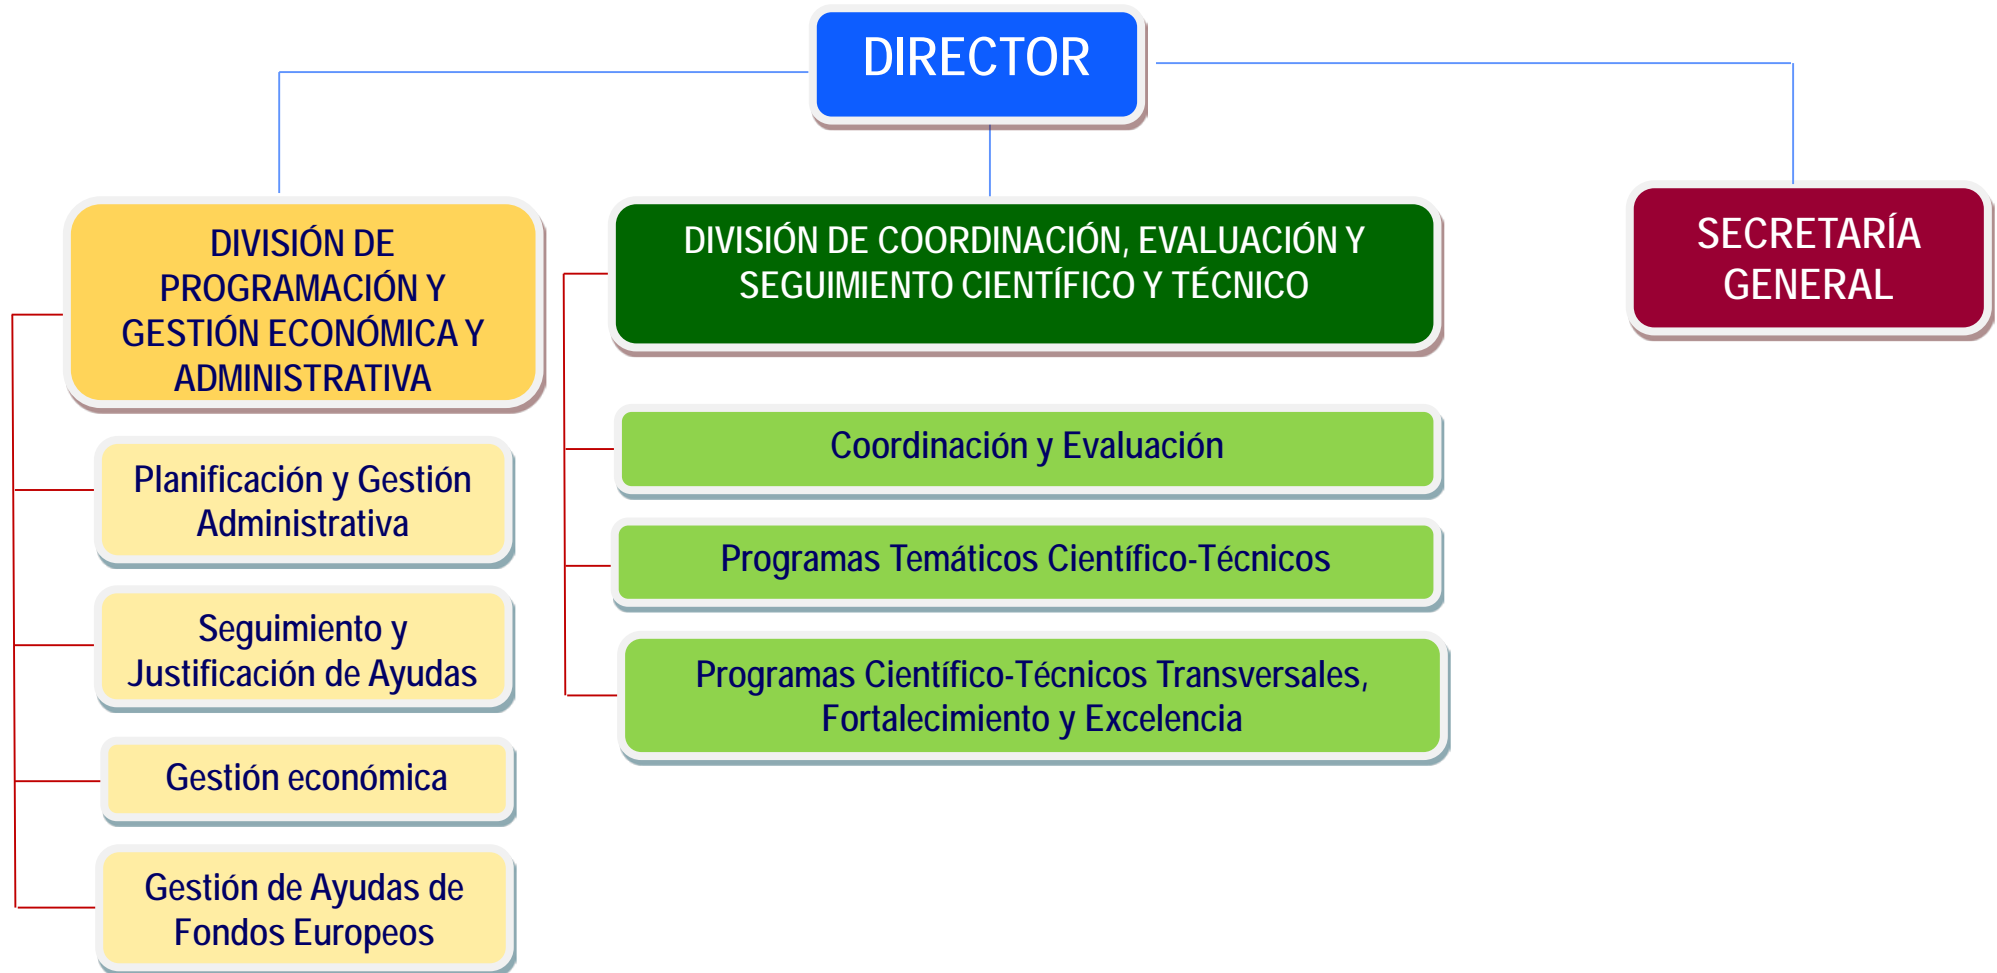 DIRECTOR
DIVISIÓN DE
PROGRAMACIÓN Y
GESTIÓN ECONÓMICA Y
ADMINISTRATIVA
Planificación y Gestión
Administrativa
Seguimiento y
Justificación de Ayudas
Gestión económica
Gestión de Ayudas de
Fondos Europeos
DIVISIÓN DE COORDINACIÓN, EVALUACIÓN Y
SEGUIMIENTO CIENTÍFICO Y TÉCNICO
Coordinación y Evaluación
Programas Temáticos Científico-Técnicos
Programas Científico-Técnicos Transversales,
Fortalecimiento y Excelencia
SECRETARÍA
GENERAL